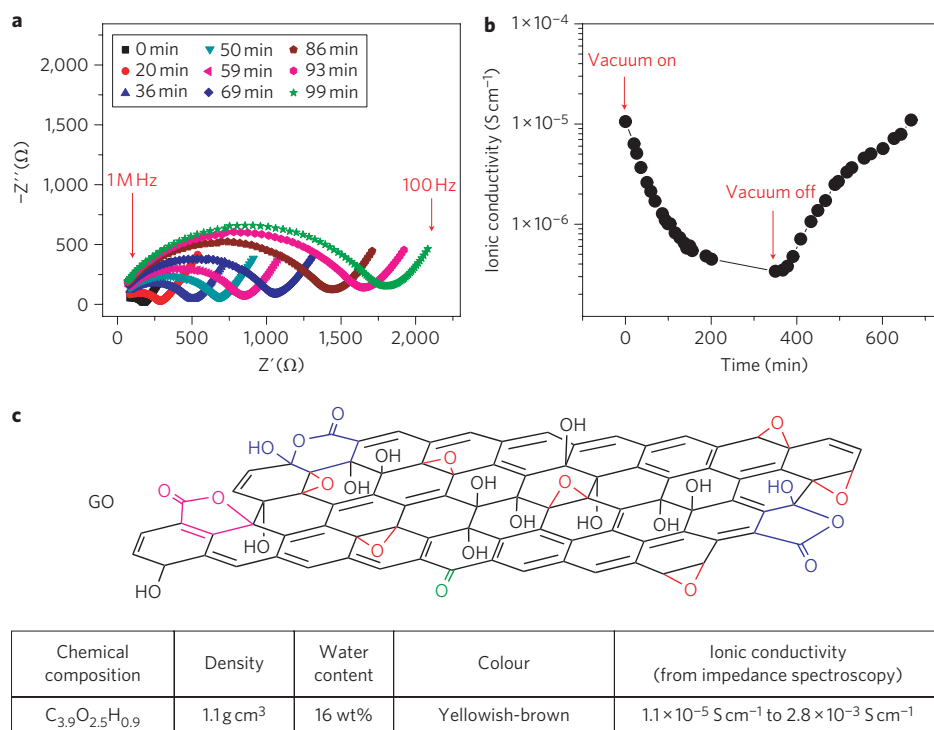 a
−Z′′(Ω)
2,000
1,500
1,000
500
0
0 min
50 min
86 min
20 min
59 min
93 min
36 min
69 min
99 min
1 M Hz
100 Hz
0
500
1,000
1,500
2,000
Z′(Ω)
b
Ionic conductivity (S cm⁻¹)
1 × 10⁻⁴
1 × 10⁻⁵
1 × 10⁻⁶
Vacuum on
Vacuum off
0
200
400
600
Time (min)
c
GO
O
O
HO
OH
O
O
OH
OH
OH
O
O
HO
O
OH
OH
OH
HO
O
OH
OH
HO
O
O
HO
O
O
O
OH
O
O
HO
Chemical composition
Density
Water content
Colour
Ionic conductivity (from impedance spectroscopy)
C₃.₉O₂.₅H₀.₉
1.1 g cm³
16 wt%
Yellowish-brown
1.1 × 10⁻⁵ S cm⁻¹ to 2.8 × 10⁻³ S cm⁻¹